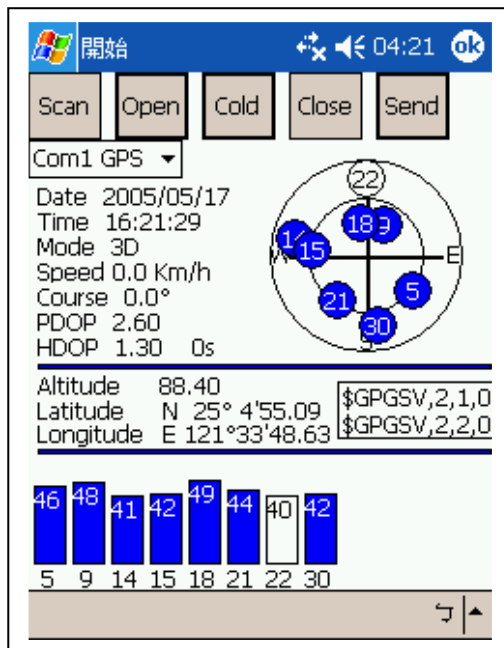 開始 04:21 ok
Scan Open Cold Close Send
Com1 GPS
Date 2005/05/17
Time 16:21:29
Mode 3D
Speed 0.0 Km/h
Course 0.0°
PDOP 2.60
HDOP 1.30 0s
22
18 9
15
E
21 5
30
Altitude 88.40
Latitude N 25° 4'55.09
Longitude E 121°33'48.63
$GPGSV,2,1,0
$GPGSV,2,2,0
46 48 41 42 49 44 40 42
5 9 14 15 18 21 22 30
ㄅ